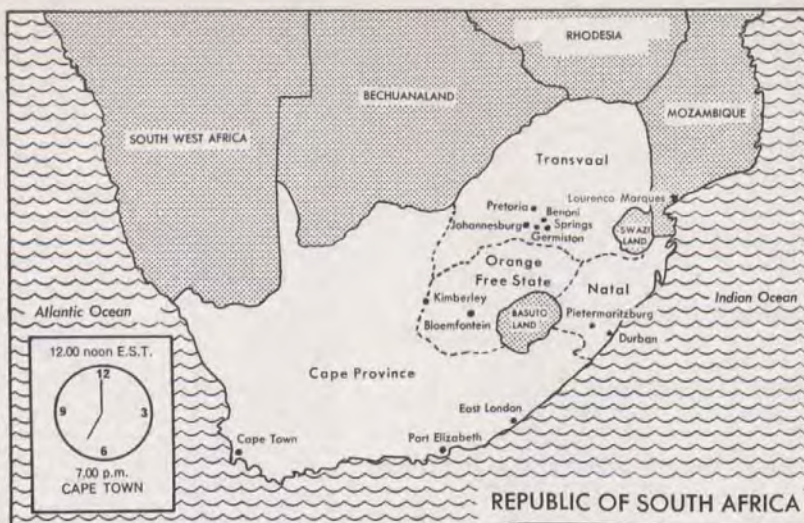 RHODESIA
BECHUANALAND
MOZAMBIQUE
SOUTH WEST AFRICA
Transvaal
Lourenco Marques
Pretoria
Benoni
Johannesburg
Springs
Germiston
SWAZI
LAND
Orange
Free State
Natal
Kimberley
Atlantic Ocean
Indian Ocean
BASUTO
LAND
Pietermaritzburg
Bloemfontein
Durban
12.00 noon E.S.T.
12
9
3
6
7.00 p.m.
CAPE TOWN
Cape Province
East London
Cape Town
Port Elizabeth
REPUBLIC OF SOUTH AFRICA